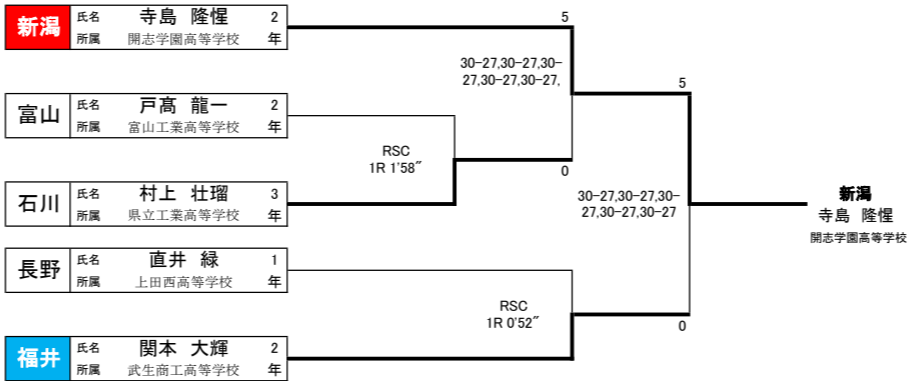 新潟 氏名 寺島 隆惺 2
所属 開志学園高等学校 年
富山 氏名 戸髙 龍一 2
所属 富山工業高等学校 年
石川 氏名 村上 壮瑠 3
所属 県立工業高等学校 年
長野 氏名 直井 緑 1
所属 上田西高等学校 年
福井 氏名 関本 大輝 2
所属 武生商工高等学校 年
5
30-27,30-27,30-
27,30-27,30-27,
RSC
1R 1'58"
0
5
30-27,30-27,30-
27,30-27,30-27
RSC
1R 0'52"
0
新潟
寺島 隆惺
開志学園高等学校